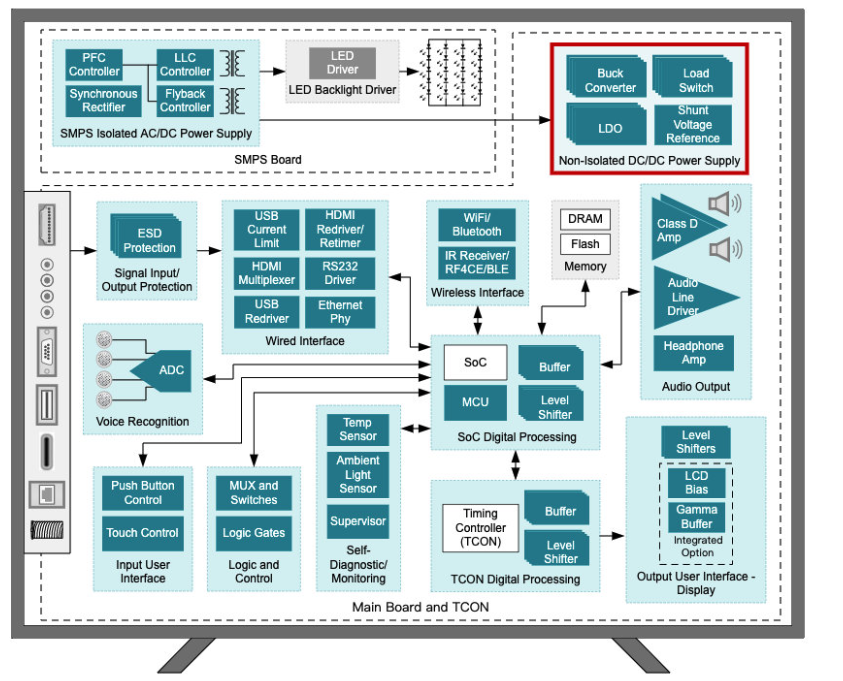 PFC
Controller
LLC
Controller
Synchronous
Rectifier
Flyback
Controller
SMPS Isolated AC/DC Power Supply
LED
Driver
LED Backlight Driver
SMPS Board
Buck
Converter
Load
Switch
LDO
Shunt
Voltage
Reference
Non-Isolated DC/DC Power Supply
ESD
Protection
Signal Input/
Output Protection
USB
Current
Limit
HDMI
Redriver/
Retimer
HDMI
Multiplexer
RS232
Driver
USB
Redriver
Ethernet
Phy
Wired Interface
WiFi/
Bluetooth
IR Receiver/
RF4CE/BLE
Wireless Interface
DRAM
Flash
Memory
Class D
Amp
Audio
Line
Driver
Headphone
Amp
Audio Output
ADC
Voice Recognition
SoC
Buffer
MCU
Level
Shifter
SoC Digital Processing
Push Button
Control
Touch Control
Input User
Interface
MUX and
Switches
Logic Gates
Logic and
Control
Temp
Sensor
Ambient
Light
Sensor
Supervisor
Self-
Diagnostic/
Monitoring
Timing
Controller
(TCON)
Buffer
Level
Shifter
TCON Digital Processing
Level
Shifters
LCD
Bias
Gamma
Buffer
Integrated
Option
Output User Interface -
Display
Main Board and TCON